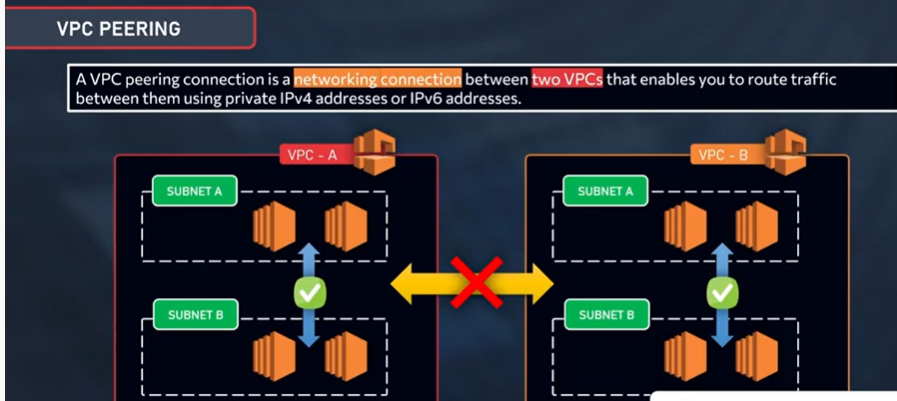 VPC PEERING
A VPC peering connection is a networking connection between two VPCs that enables you to route traffic
between them using private IPv4 addresses or IPv6 addresses.
VPC - A
VPC - B
SUBNET A
SUBNET A
SUBNET B
SUBNET B